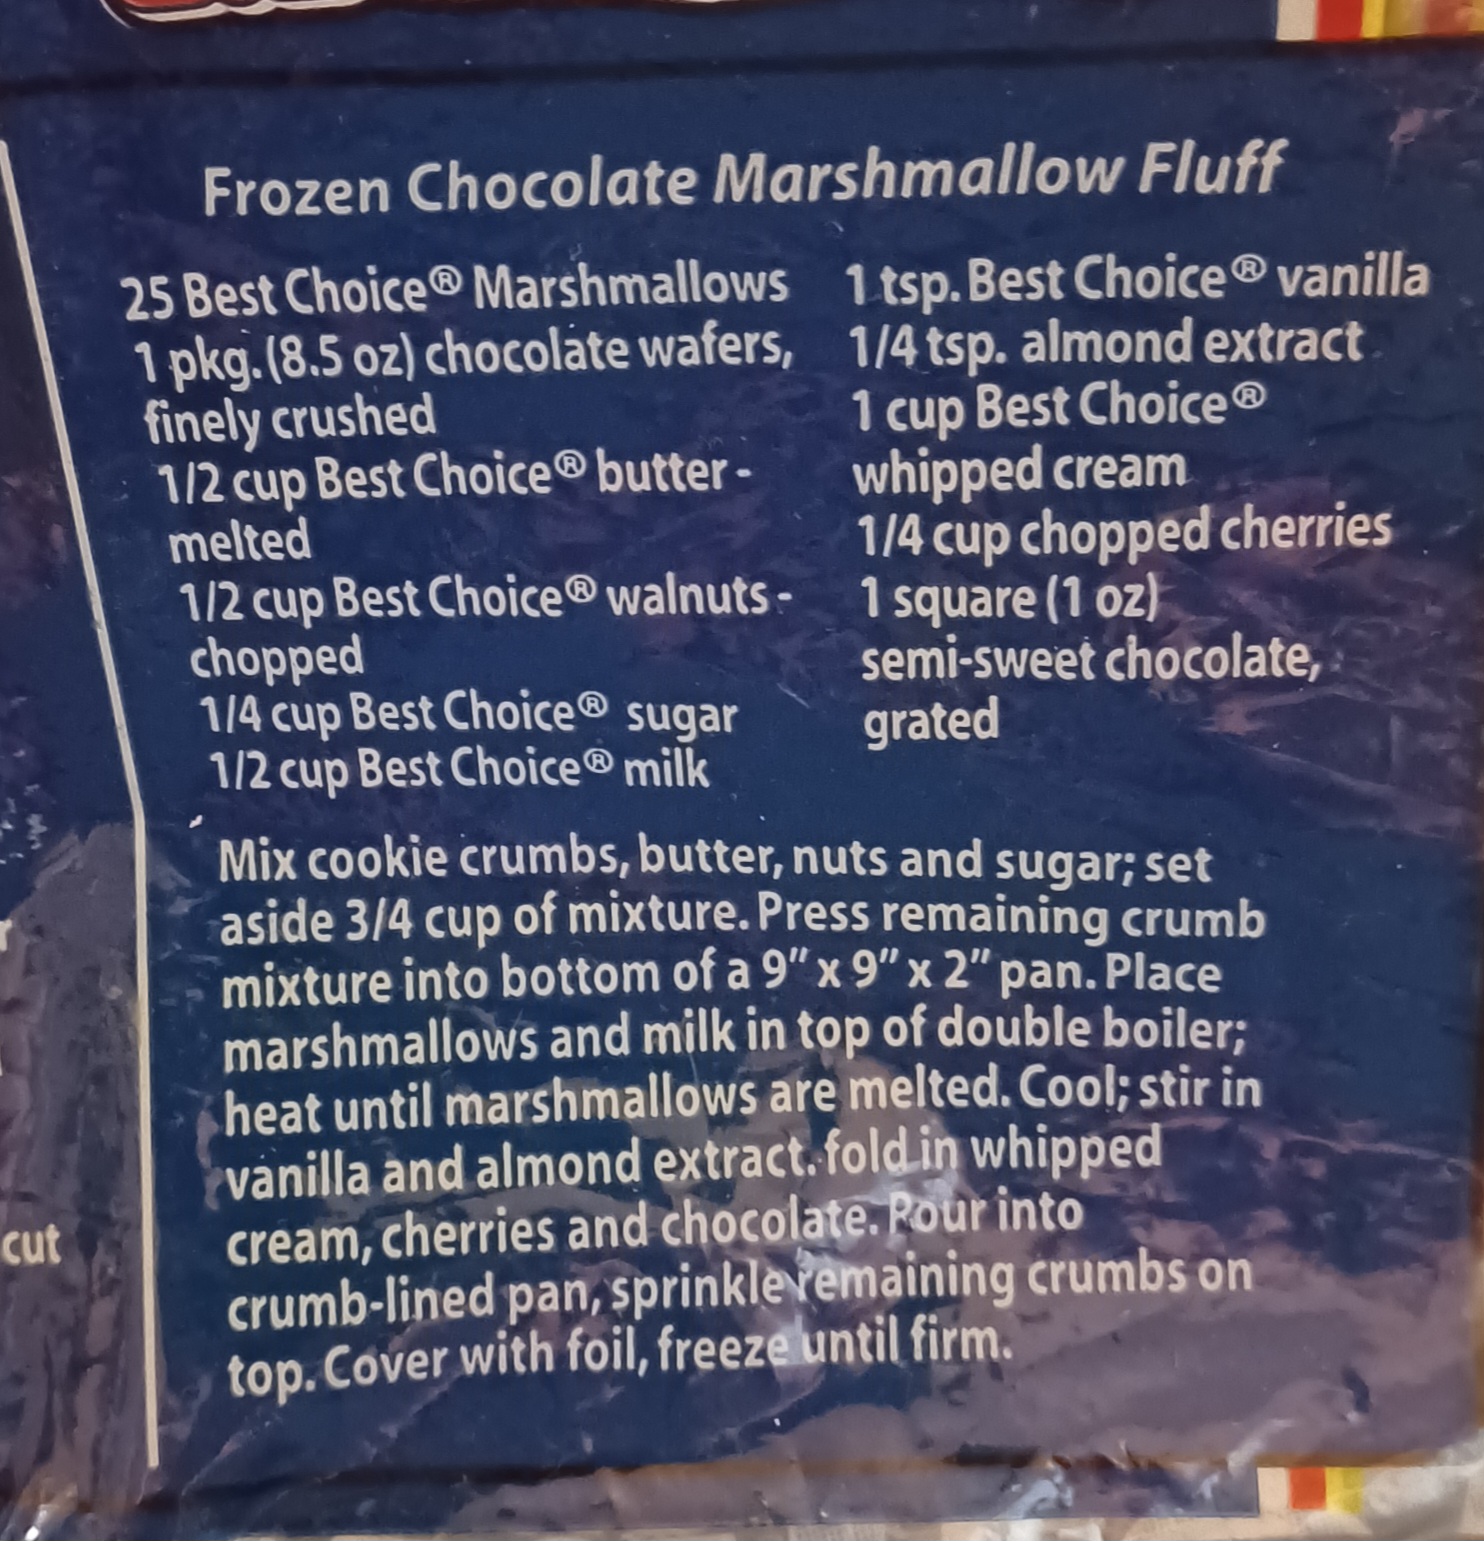 Frozen Chocolate Marshmallow Fluff
25 Best Choice® Marshmallows
1 pkg. (8.5 oz) chocolate wafers,
finely crushed
1/2 cup Best Choice® butter -
melted
1/2 cup Best Choice® walnuts -
chopped
1/4 cup Best Choice® sugar
1/2 cup Best Choice® milk
1 tsp. Best Choice® vanilla
1/4 tsp. almond extract
1 cup Best Choice®
whipped cream
1/4 cup chopped cherries
1 square (1 oz)
semi-sweet chocolate,
grated
Mix cookie crumbs, butter, nuts and sugar; set
aside 3/4 cup of mixture. Press remaining crumb
mixture into bottom of a 9" x 9" x 2" pan. Place
marshmallows and milk in top of double boiler;
heat until marshmallows are melted. Cool; stir in
vanilla and almond extract. fold in whipped
cream, cherries and chocolate. Pour into
crumb-lined pan, sprinkle remaining crumbs on
top. Cover with foil, freeze until firm.
cut